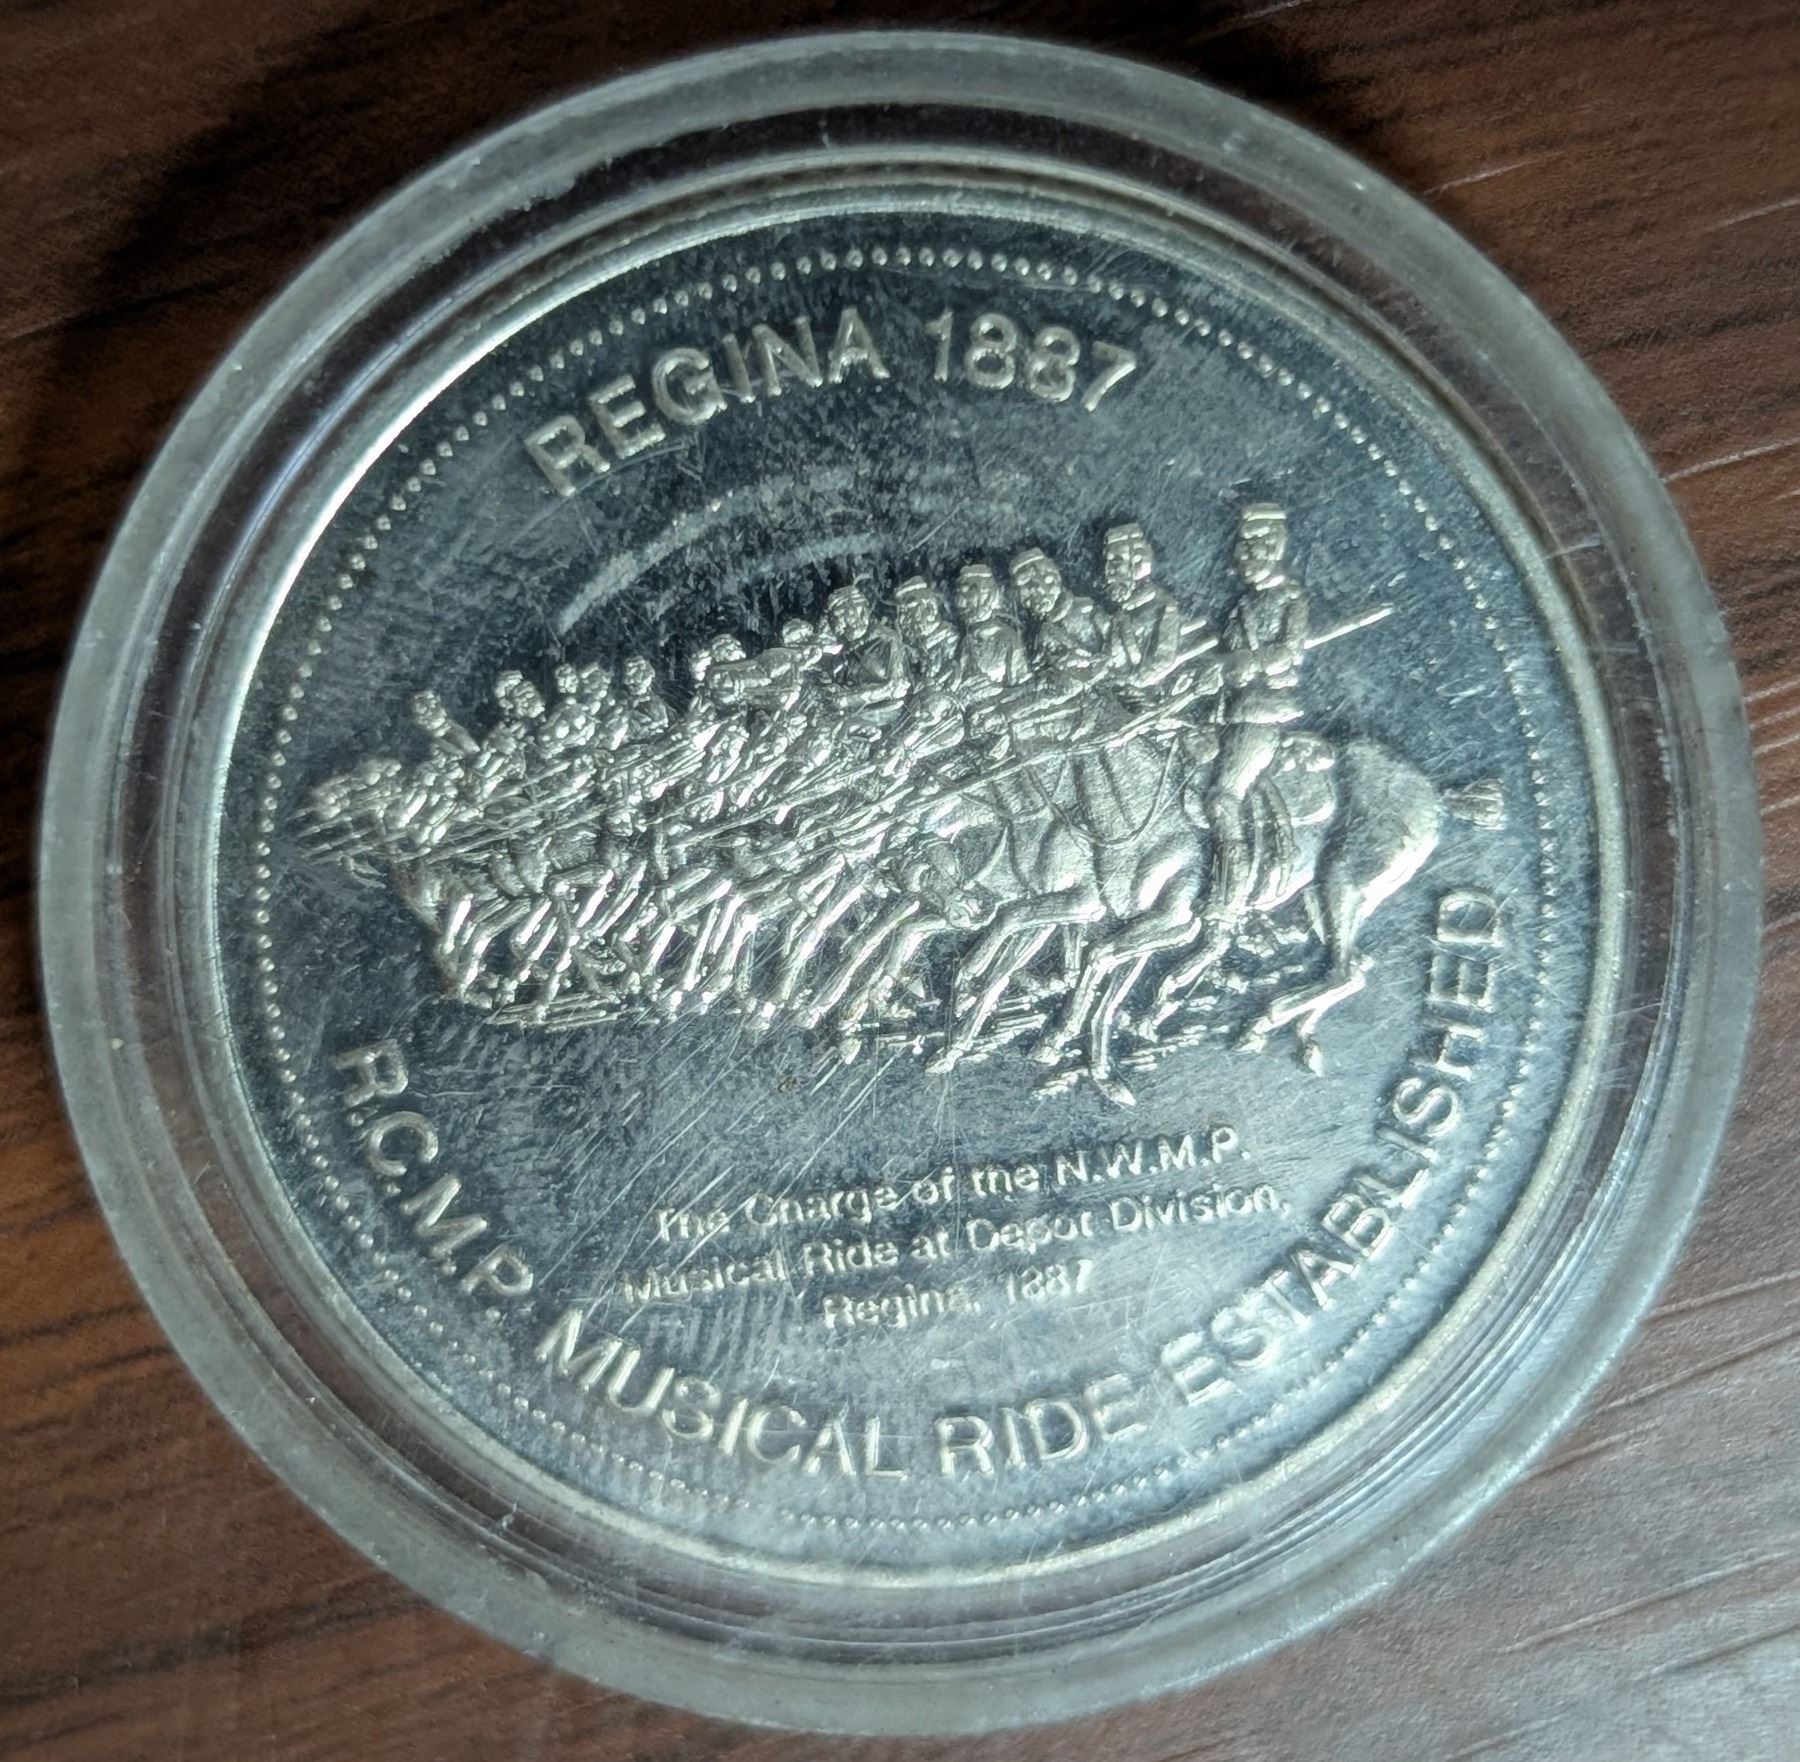 REGINA 1887
The Charge of the N.W.M.P.
Musical Ride at Depot Division,
Regina, 1887
R.C.M.P. MUSICAL RIDE ESTABLISHED